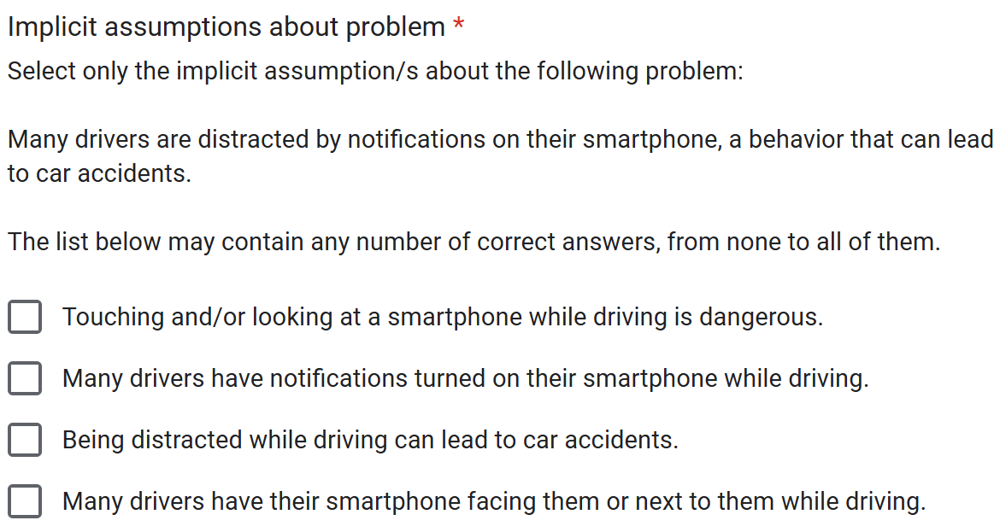 Implicit assumptions about problem *
Select only the implicit assumption/s about the following problem:
Many drivers are distracted by notifications on their smartphone, a behavior that can lead
to car accidents.
The list below may contain any number of correct answers, from none to all of them.
Touching and/or looking at a smartphone while driving is dangerous.
Many drivers have notifications turned on their smartphone while driving.
Being distracted while driving can lead to car accidents.
Many drivers have their smartphone facing them or next to them while driving.